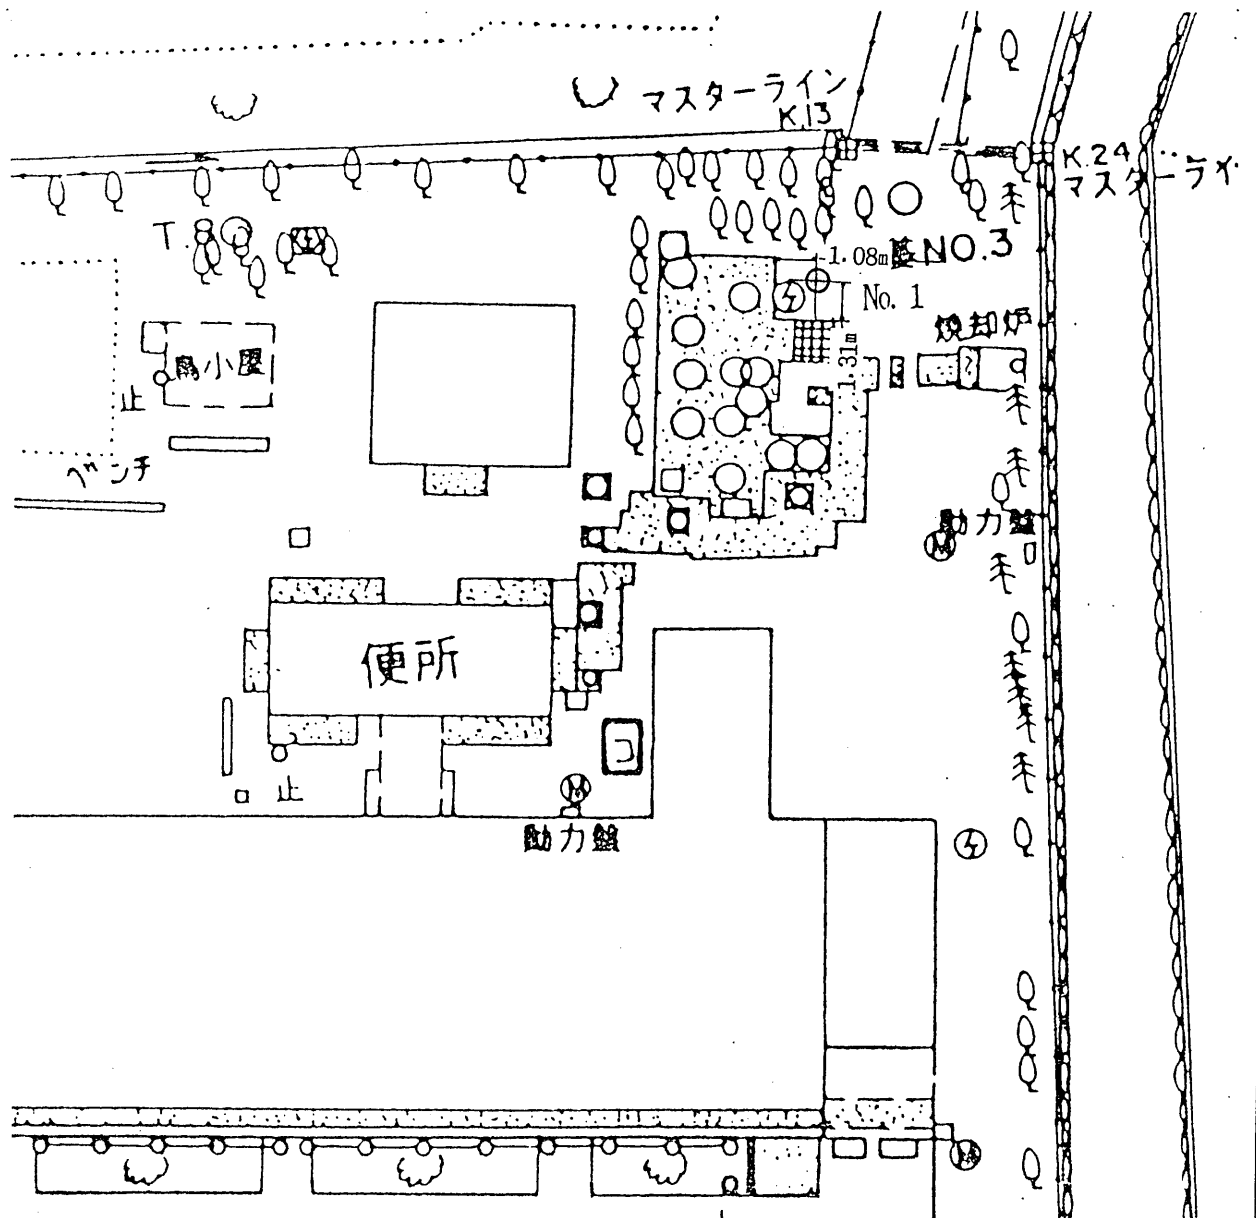 マスターライン
K.13
K.24
マスターライ
T.
-1.08m
NO.3
No. 1
1.31m
焼却炉
鳥小屋
止
ベンチ
動力盤
M
便所
コ
止
M
動力盤
M